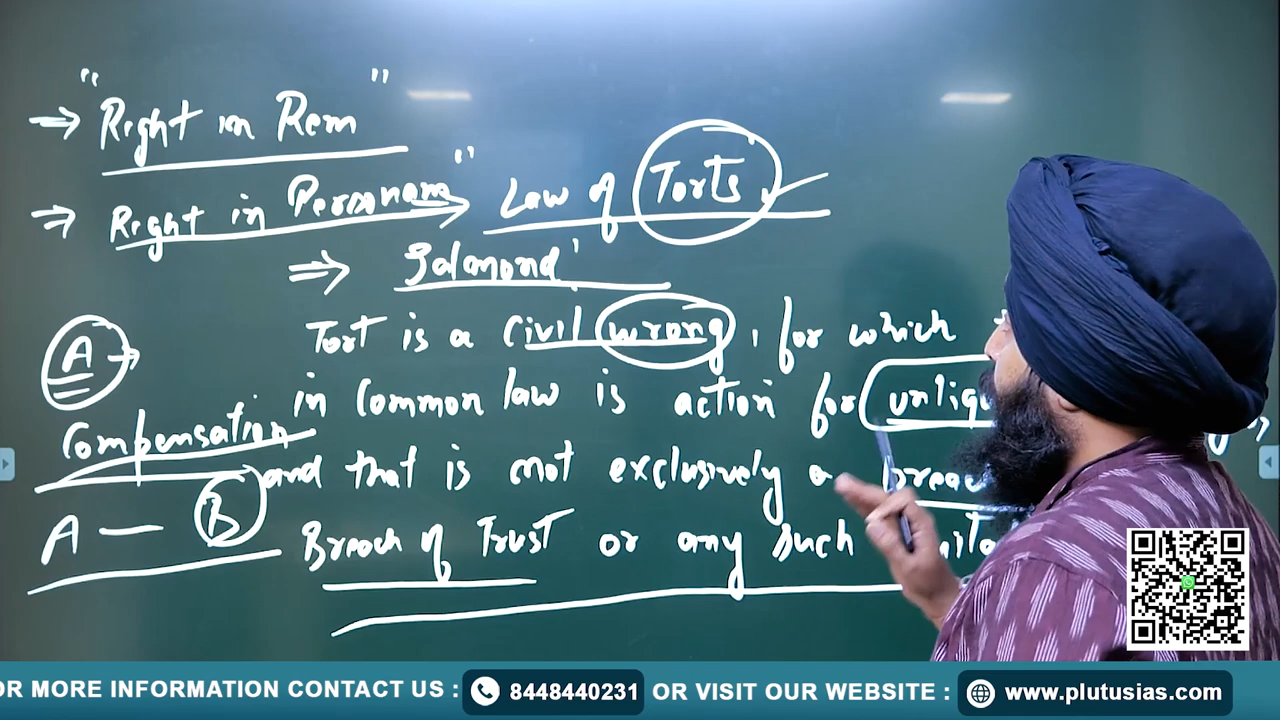 "Right in Rem"
Right in Personam" Law of Torts.
Salmond'
Tort is a Civil wrong, for which
A
in Common law is action for unliq
Compensation
and that is not exclusively a breac
A — B
Breach of Trust or any such
OR MORE INFORMATION CONTACT US : 8448440231 OR VISIT OUR WEBSITE : www.plutusias.com